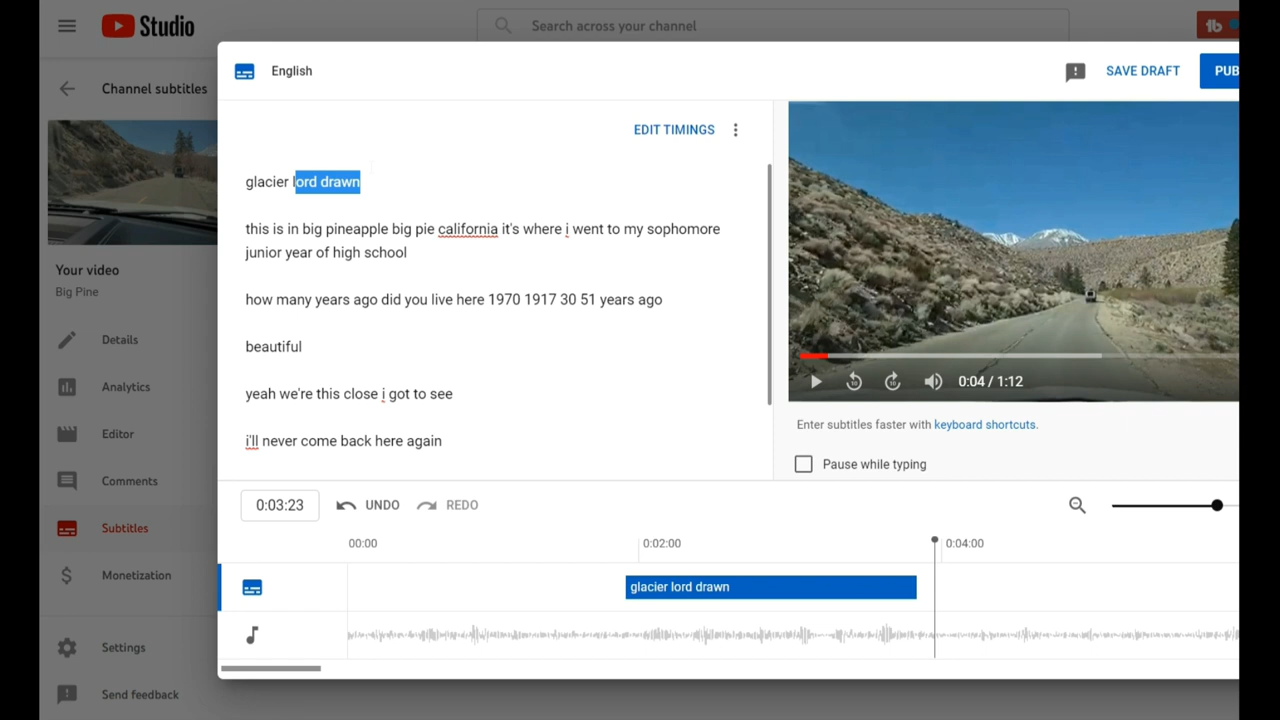 Studio
Search across your channel
Channel subtitles
English
SAVE DRAFT
PUB
EDIT TIMINGS
glacier lord drawn
this is in big pineapple big pie california it's where i went to my sophomore
junior year of high school
how many years ago did you live here 1970 1917 30 51 years ago
beautiful
yeah we're this close i got to see
i'll never come back here again
Your video
Big Pine
Details
Analytics
Editor
Comments
Subtitles
Monetization
Settings
Send feedback
10
10
0:04 / 1:12
Enter subtitles faster with keyboard shortcuts.
Pause while typing
0:03:23
UNDO
REDO
00:00
0:02:00
0:04:00
glacier lord drawn